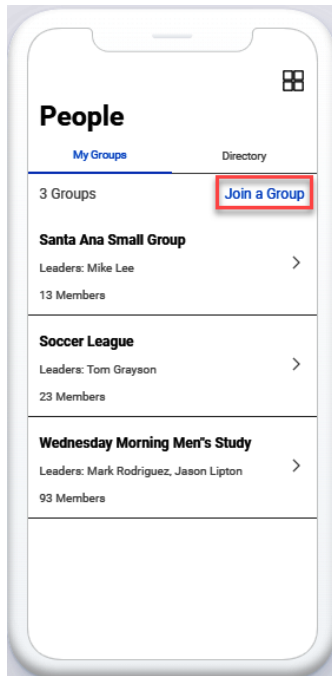 People
My Groups Directory
3 Groups Join a Group
Santa Ana Small Group
Leaders: Mike Lee
13 Members
Soccer League
Leaders: Tom Grayson
23 Members
Wednesday Morning Men"s Study
Leaders: Mark Rodriguez, Jason Lipton
93 Members